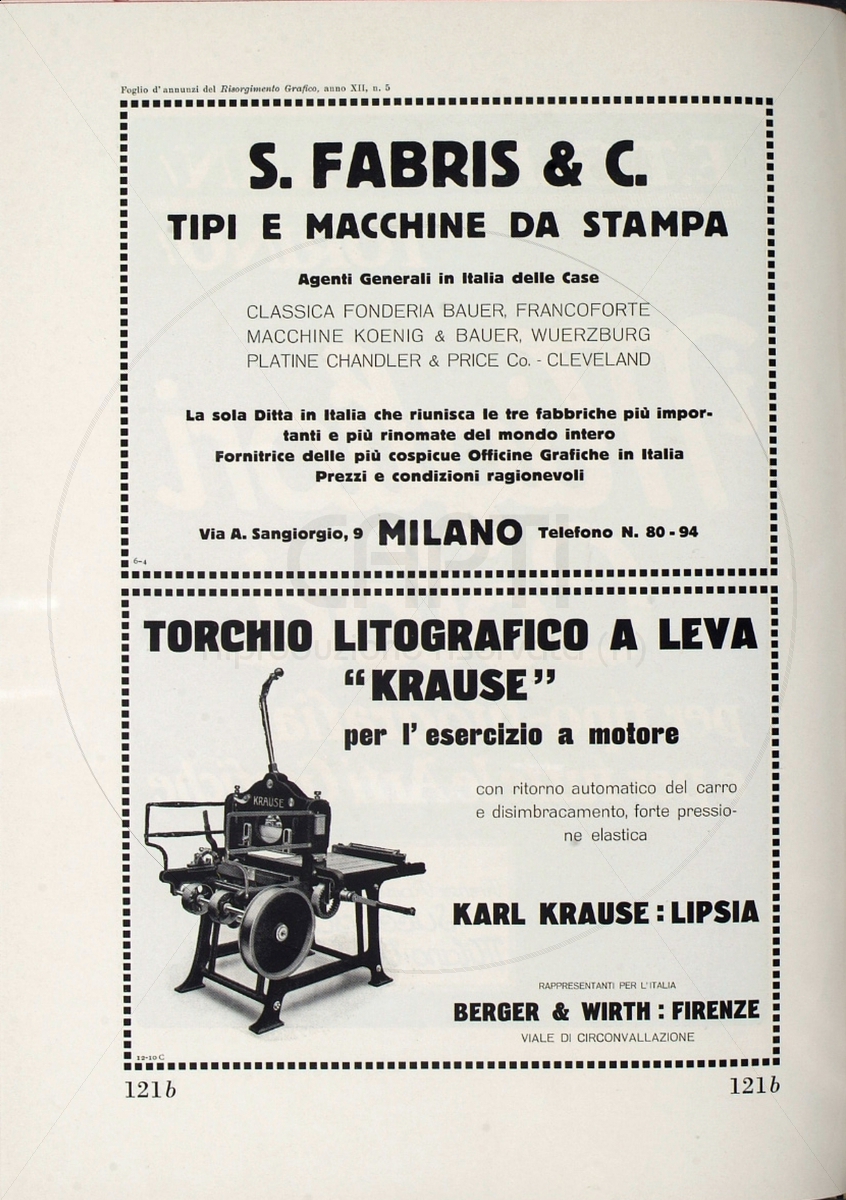 Foglio d'annunzi del Risorgimento Grafico, anno XII, n. 5
S. FABRIS & C.
TIPI E MACCHINE DA STAMPA
Agenti Generali in Italia delle Case
CLASSICA FONDERIA BAUER, FRANCOFORTE
MACCHINE KOENIG & BAUER, WUERZBURG
PLATINE CHANDLER & PRICE Co. - CLEVELAND
La sola Ditta in Italia che riunisca le tre fabbriche più impor-
tanti e più rinomate del mondo intero
Fornitrice delle più cospicue Officine Grafiche in Italia
Prezzi e condizioni ragionevoli
Via A. Sangiorgio, 9 MILANO Telefono N. 80 - 94
6-4
CAPTI
riproduzione riservata (n)
TORCHIO LITOGRAFICO A LEVA
“KRAUSE”
per l'esercizio a motore
KRAUSE
con ritorno automatico del carro
e disimbracamento, forte pressio-
ne elastica
KARL KRAUSE : LIPSIA
RAPPRESENTANTI PER L'ITALIA
BERGER & WIRTH : FIRENZE
VIALE DI CIRCONVALLAZIONE
12-10 C
121b 121b